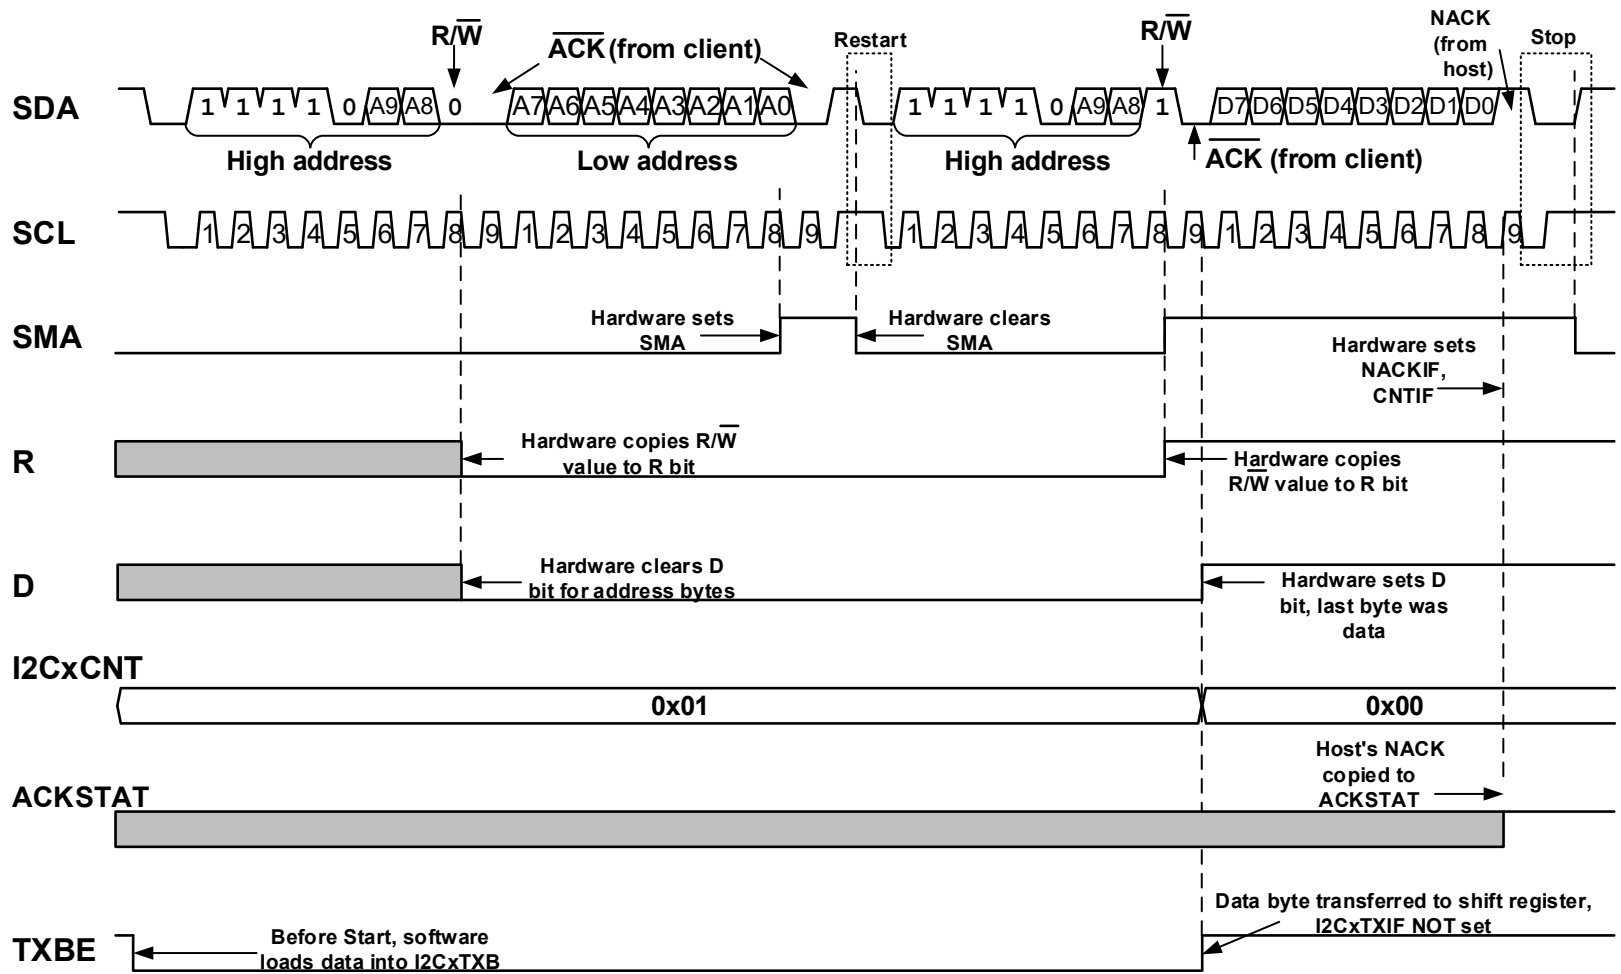 R/W
ACK (from client)
Restart
R/W
NACK
(from
host)
Stop
SDA
1 1 1 1 0 A9 A8 0 A7 A6 A5 A4 A3 A2 A1 A0 1 1 1 1 0 A9 A8 1 D7 D6 D5 D4 D3 D2 D1 D0
High address
Low address
High address
ACK (from client)
SCL
1 2 3 4 5 6 7 8 9 1 2 3 4 5 6 7 8 9 1 2 3 4 5 6 7 8 9 1 2 3 4 5 6 7 8 9
SMA
Hardware sets
SMA
Hardware clears
SMA
Hardware sets
NACKIF,
CNTIF
R
Hardware copies R/W
value to R bit
Hardware copies
R/W value to R bit
D
Hardware clears D
bit for address bytes
Hardware sets D
bit, last byte was
data
I2CxCNT
0x01
0x00
ACKSTAT
Host's NACK
copied to
ACKSTAT
TXBE
Before Start, software
loads data into I2CxTXB
Data byte transferred to shift register,
I2CxTXIF NOT set